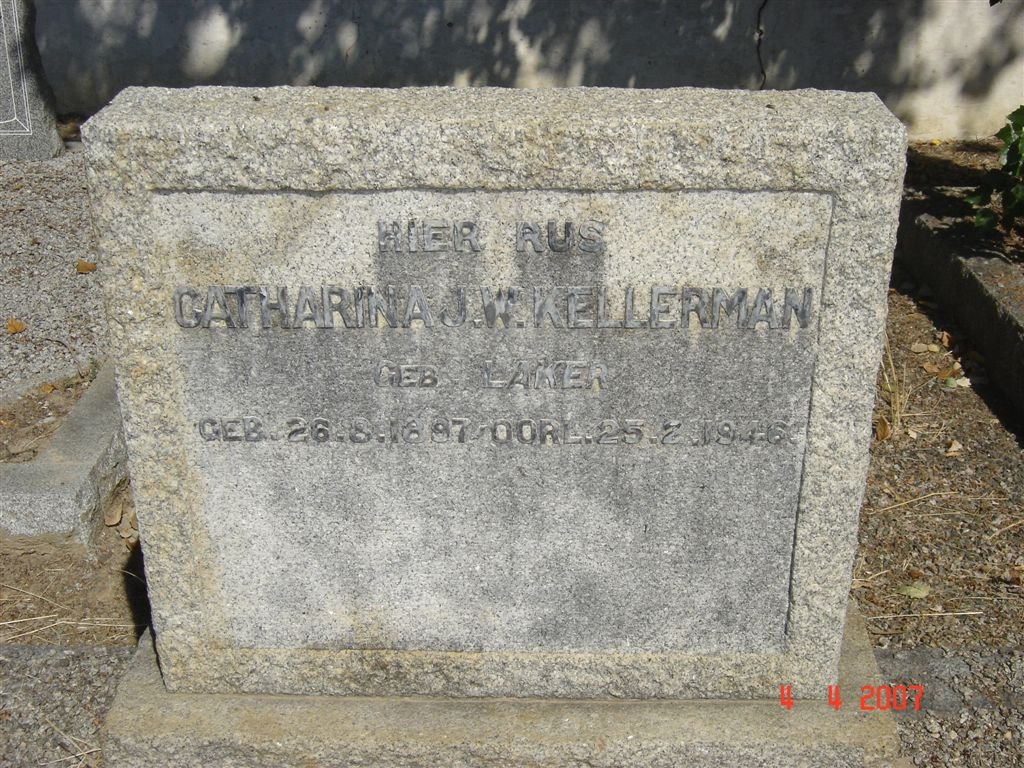 HIER RUS
CATHARINA J.W. KELLERMAN
GEB LAKER
GEB. 26.8.1897 OORL. 25.2.1946.
4 4 2007